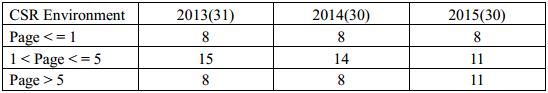 CSR Environment 2013(31) 2014(30) 2015(30)
Page < = 1 8 8 8
1 < Page < = 5 15 14 11
Page > 5 8 8 11